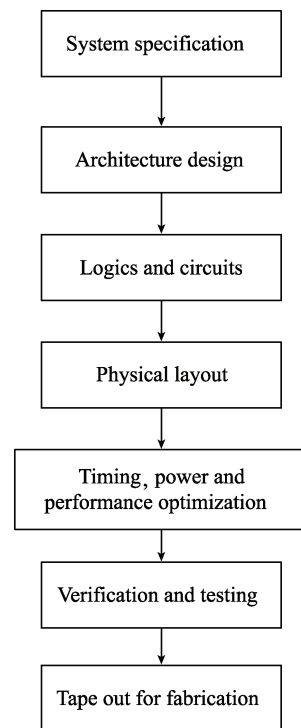 System specification
Architecture design
Logics and circuits
Physical layout
Timing, power and
performance optimization
Verification and testing
Tape out for fabrication